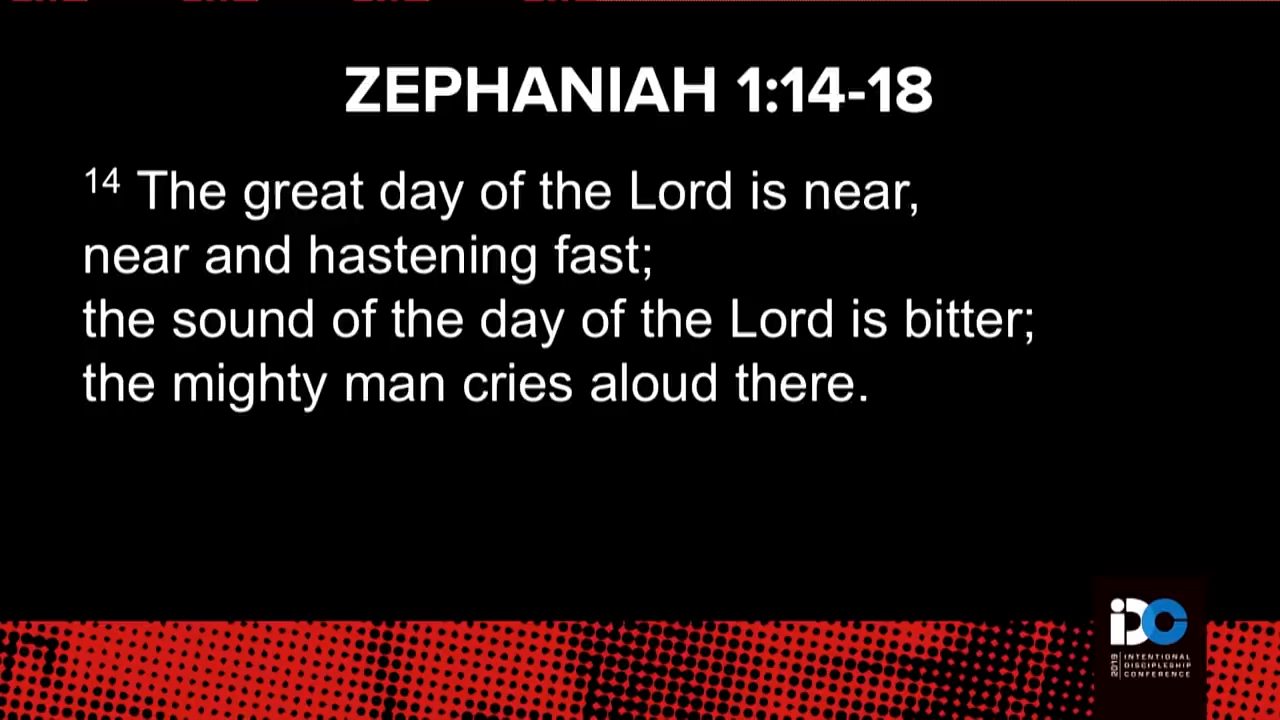 ZEPHANIAH 1:14-18
14 The great day of the Lord is near,
near and hastening fast;
the sound of the day of the Lord is bitter;
the mighty man cries aloud there.
iDC
2019
INTENTIONAL
DISCIPLESHIP
CONFERENCE